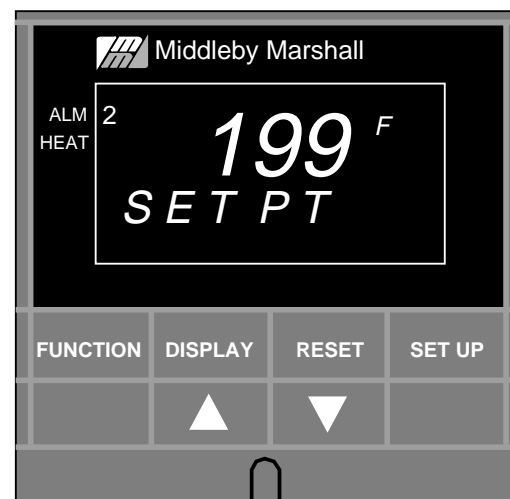 Middleby Marshall
ALM 2
HEAT
199 F
SET PT
FUNCTION DISPLAY RESET SET UP